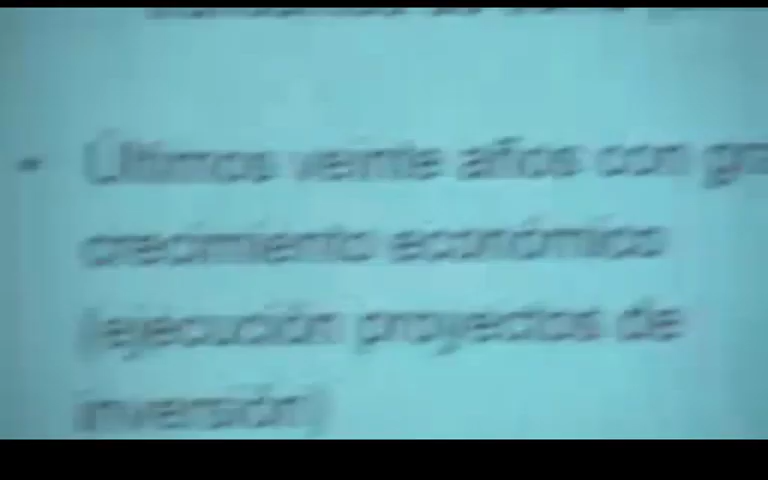 • Últimos veinte años con
crecimiento económico
(ejecución proyectos de
inversión)